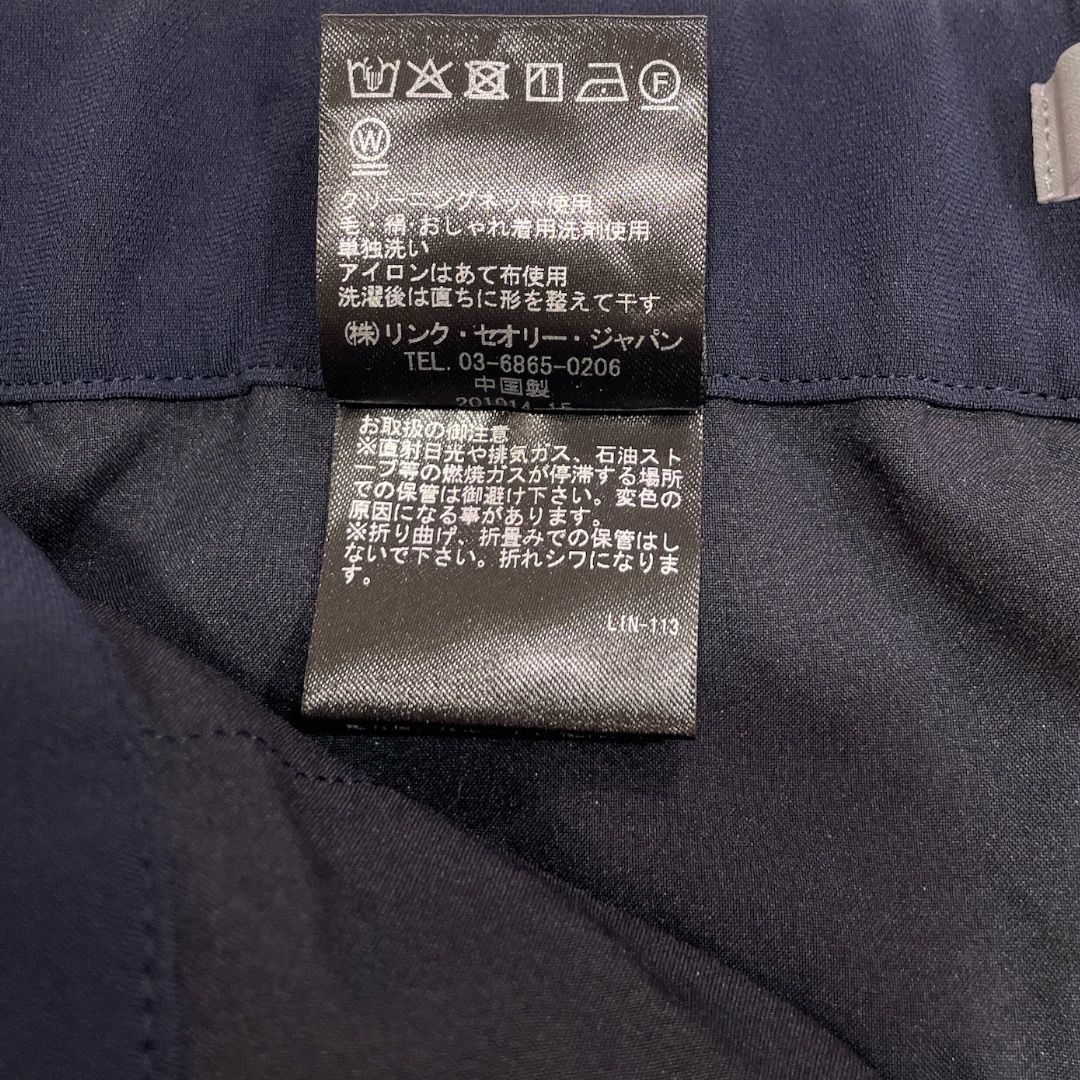 F
W
クリーニングネット使用
毛・絹・おしゃれ着用洗剤使用
単独洗い
アイロンはあて布使用
洗濯後は直ちに形を整えて干す
(株)リンク・セオリー・ジャパン
TEL. 03-6865-0206
中国製
お取扱の御注意
※直射日光や排気ガス、石油スト
ーブ等の燃焼ガスが停滞する場所
での保管は御避け下さい。変色の
原因になる事があります。
※折り曲げ、折畳みでの保管はし
ないで下さい。折れシワになりま
す。
LIN-113